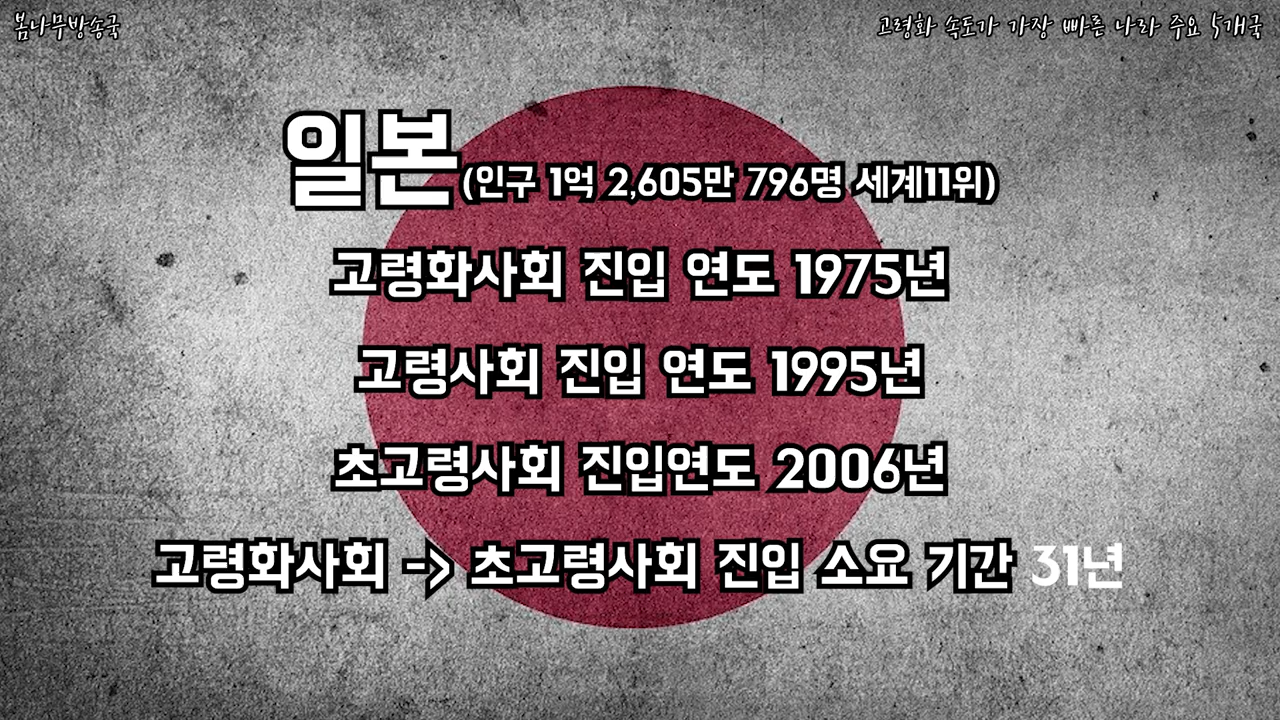 봄나무방송국
고령화 속도가 가장 빠른 나라 주요 5개국
일본(인구 1억 2,605만 796명 세계11위)
고령화사회 진입 연도 1975년
고령사회 진입 연도 1995년
초고령사회 진입연도 2006년
고령화사회 -> 초고령사회 진입 소요 기간 31년